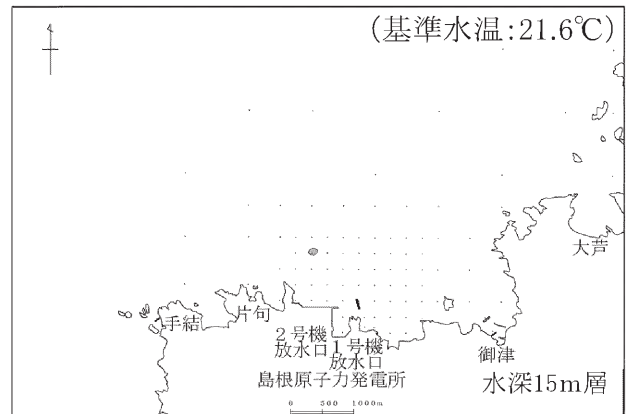 (基準水温:21.6℃)
大芦
手結
片句
2号機
放水口
1号機
放水口
御津
島根原子力発電所
水深15m層
0 500 1000m